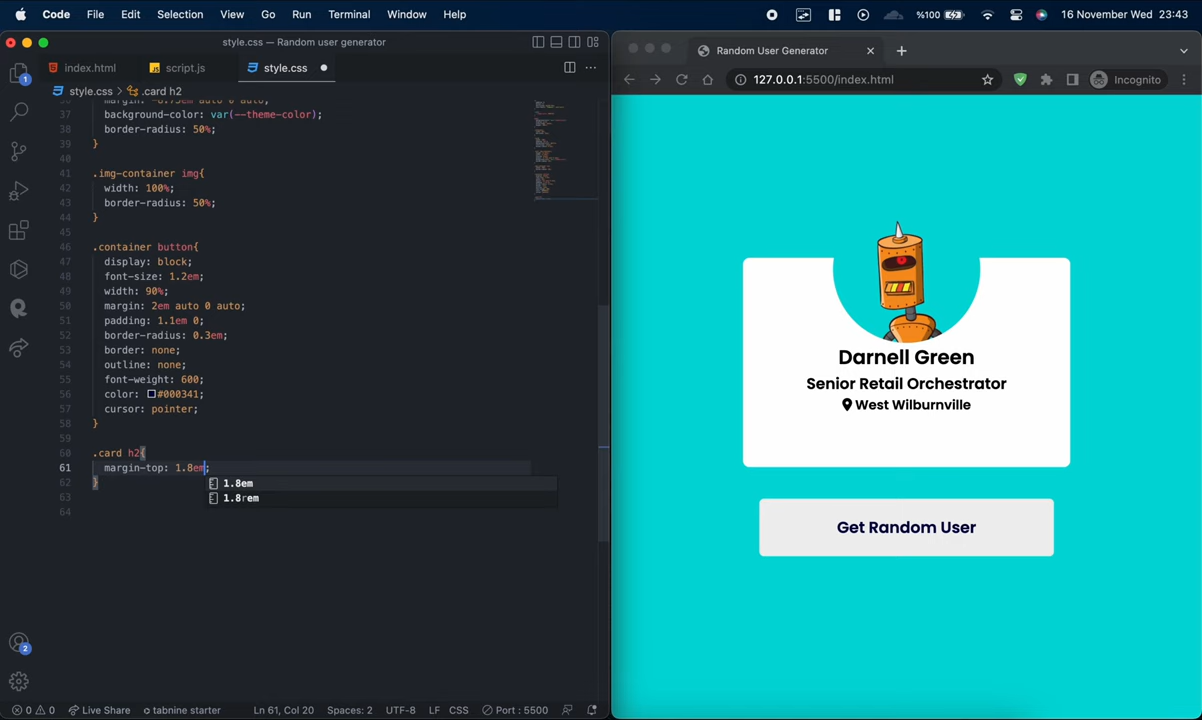 Code File Edit Selection View Go Run Terminal Window Help %100 16 November Wed 23:43
style.css — Random user generator
index.html script.js style.css
style.css > .card h2
37 background-color: var(--theme-color);
38 border-radius: 50%;
39 }
40
41 .img-container img{
42 width: 100%;
43 border-radius: 50%;
44 }
45
46 .container button{
47 display: block;
48 font-size: 1.2em;
49 width: 90%;
50 margin: 2em auto 0 auto;
51 padding: 1.1em 0;
52 border-radius: 0.3em;
53 border: none;
54 outline: none;
55 font-weight: 600;
56 color: #000341;
57 cursor: pointer;
58 }
59
60 .card h2{
61 margin-top: 1.8em;
62 }
63
64
1.8em
1.8rem
1
2
0 0 Live Share tabnine starter Ln 61, Col 20 Spaces: 2 UTF-8 LF CSS Port : 5500
Random User Generator
127.0.0.1:5500/index.html Incognito
Darnell Green
Senior Retail Orchestrator
West Wilburnville
Get Random User